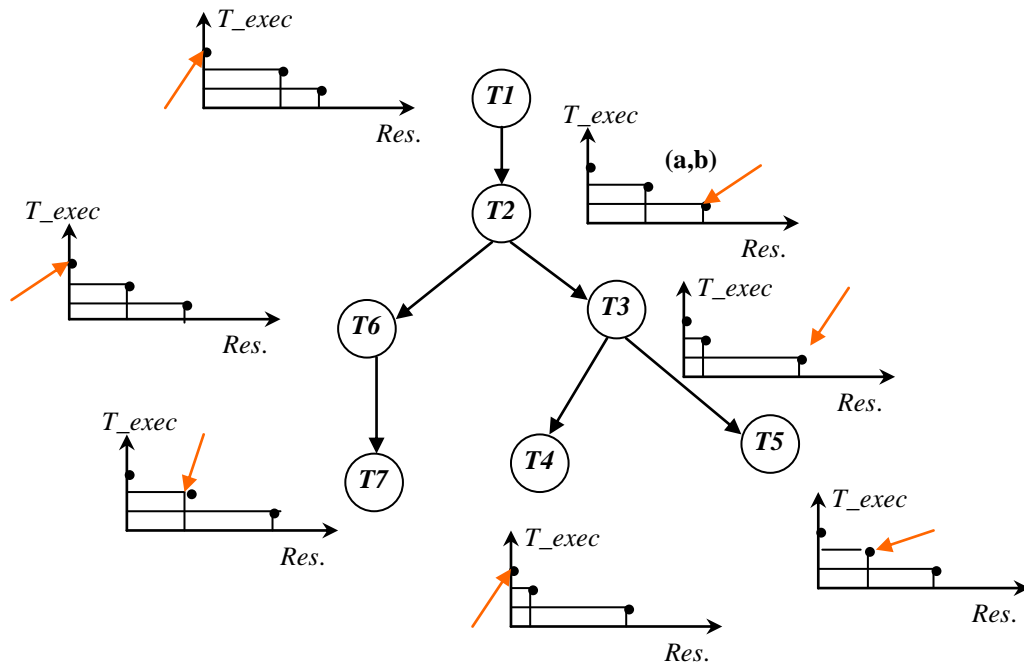 T_exec
Res.
T1
T_exec
(a,b)
Res.
T2
T_exec
Res.
T6
T3
T_exec
Res.
T_exec
Res.
T7
T4
T5
T_exec
Res.
T_exec
Res.